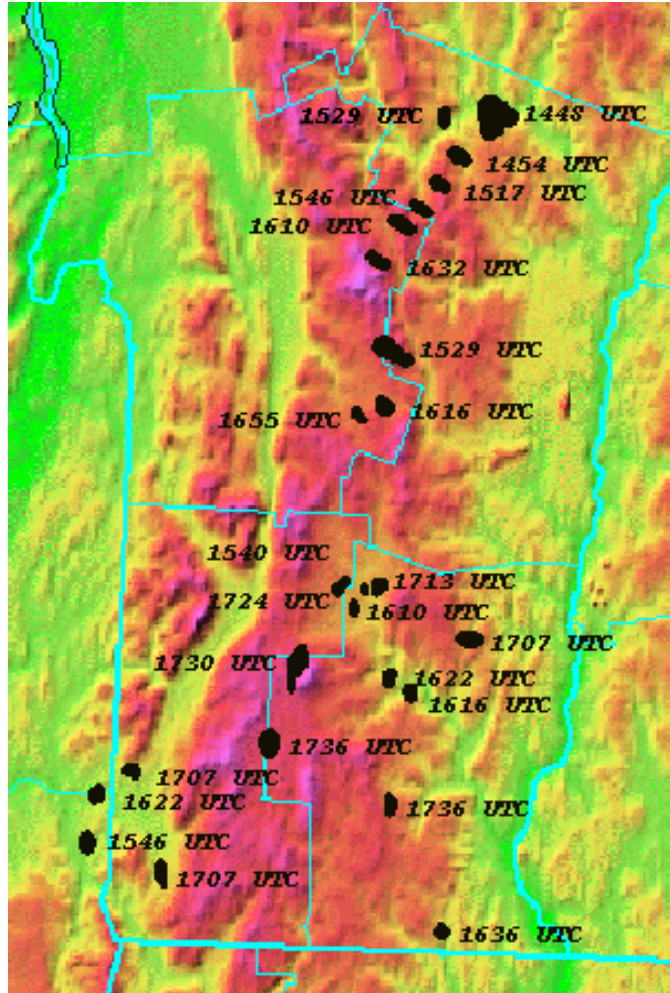 1529 UTC
1448 UTC
1454 UTC
1517 UTC
1546 UTC
1610 UTC
1632 UTC
1529 UTC
1616 UTC
1655 UTC
1540 UTC
1713 UTC
1724 UTC
1610 UTC
1707 UTC
1730 UTC
1622 UTC
1616 UTC
1736 UTC
1707 UTC
1622 UTC
1736 UTC
1546 UTC
1707 UTC
1636 UTC